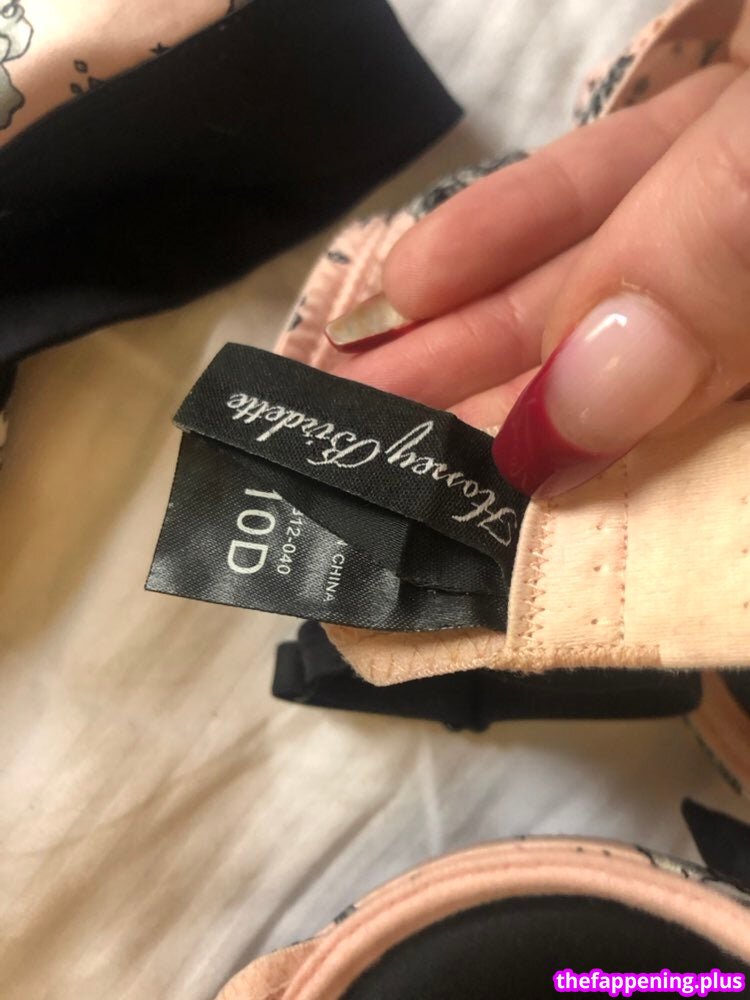 Honey Birdette
10D
312-040
N CHINA
thefappening.plus